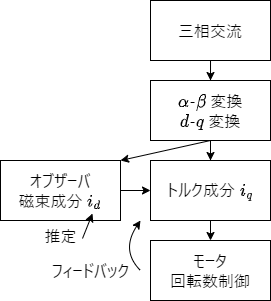 三相交流
α-β 変換
d-q 変換
オブザーバ
磁束成分 i_d
トルク成分 i_q
推定
フィードバック
モータ
回転数制御